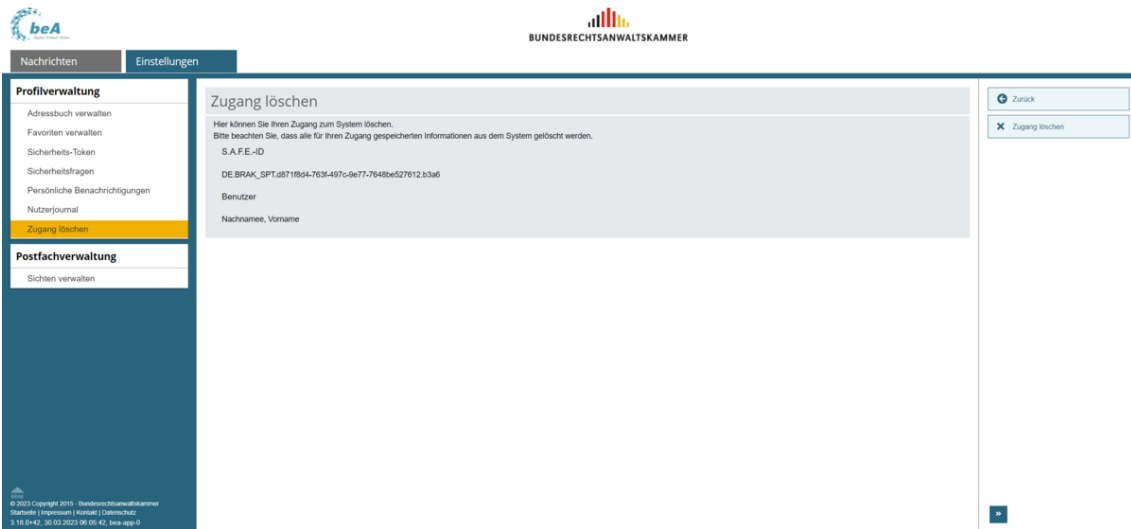 beA
BUNDESRECHTSANWALTSKAMMER
Nachrichten
Einstellungen
Profilverwaltung
Adressbuch verwalten
Favoriten verwalten
Sicherheits-Token
Sicherheitsfragen
Persönliche Benachrichtigungen
Nutzerjournal
Zugang löschen
Postfachverwaltung
Sichten verwalten
Zugang löschen
Hier können Sie Ihren Zugang zum System löschen.
Bitte beachten Sie, dass alle für Ihren Zugang gespeicherten Informationen aus dem System gelöscht werden.
S.A.F.E.-ID
DE.BRAK_SPT.d871f8d4-763f-497c-9e77-7648be527612.b3a6
Benutzer
Nachnamee, Vorname
Zurück
Zugang löschen
»
BRAK
© 2023 Copyright 2015 - Bundesrechtsanwaltskammer
Startseite | Impressum | Kontakt | Datenschutz
3.18.0+42, 30.03.2023 06:05:42, bea-app-0